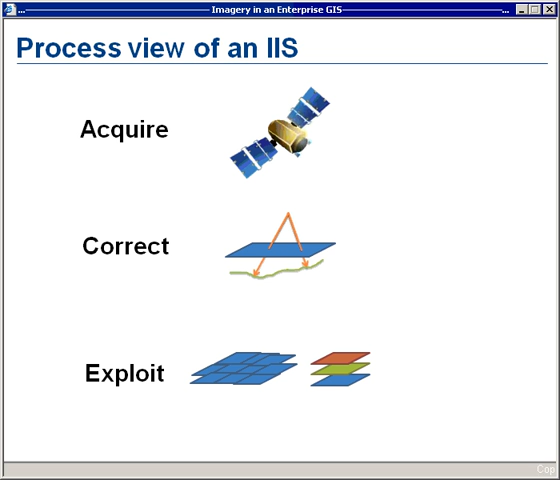 Imagery in an Enterprise GIS
Process view of an IIS
Acquire
Correct
Exploit
Cop